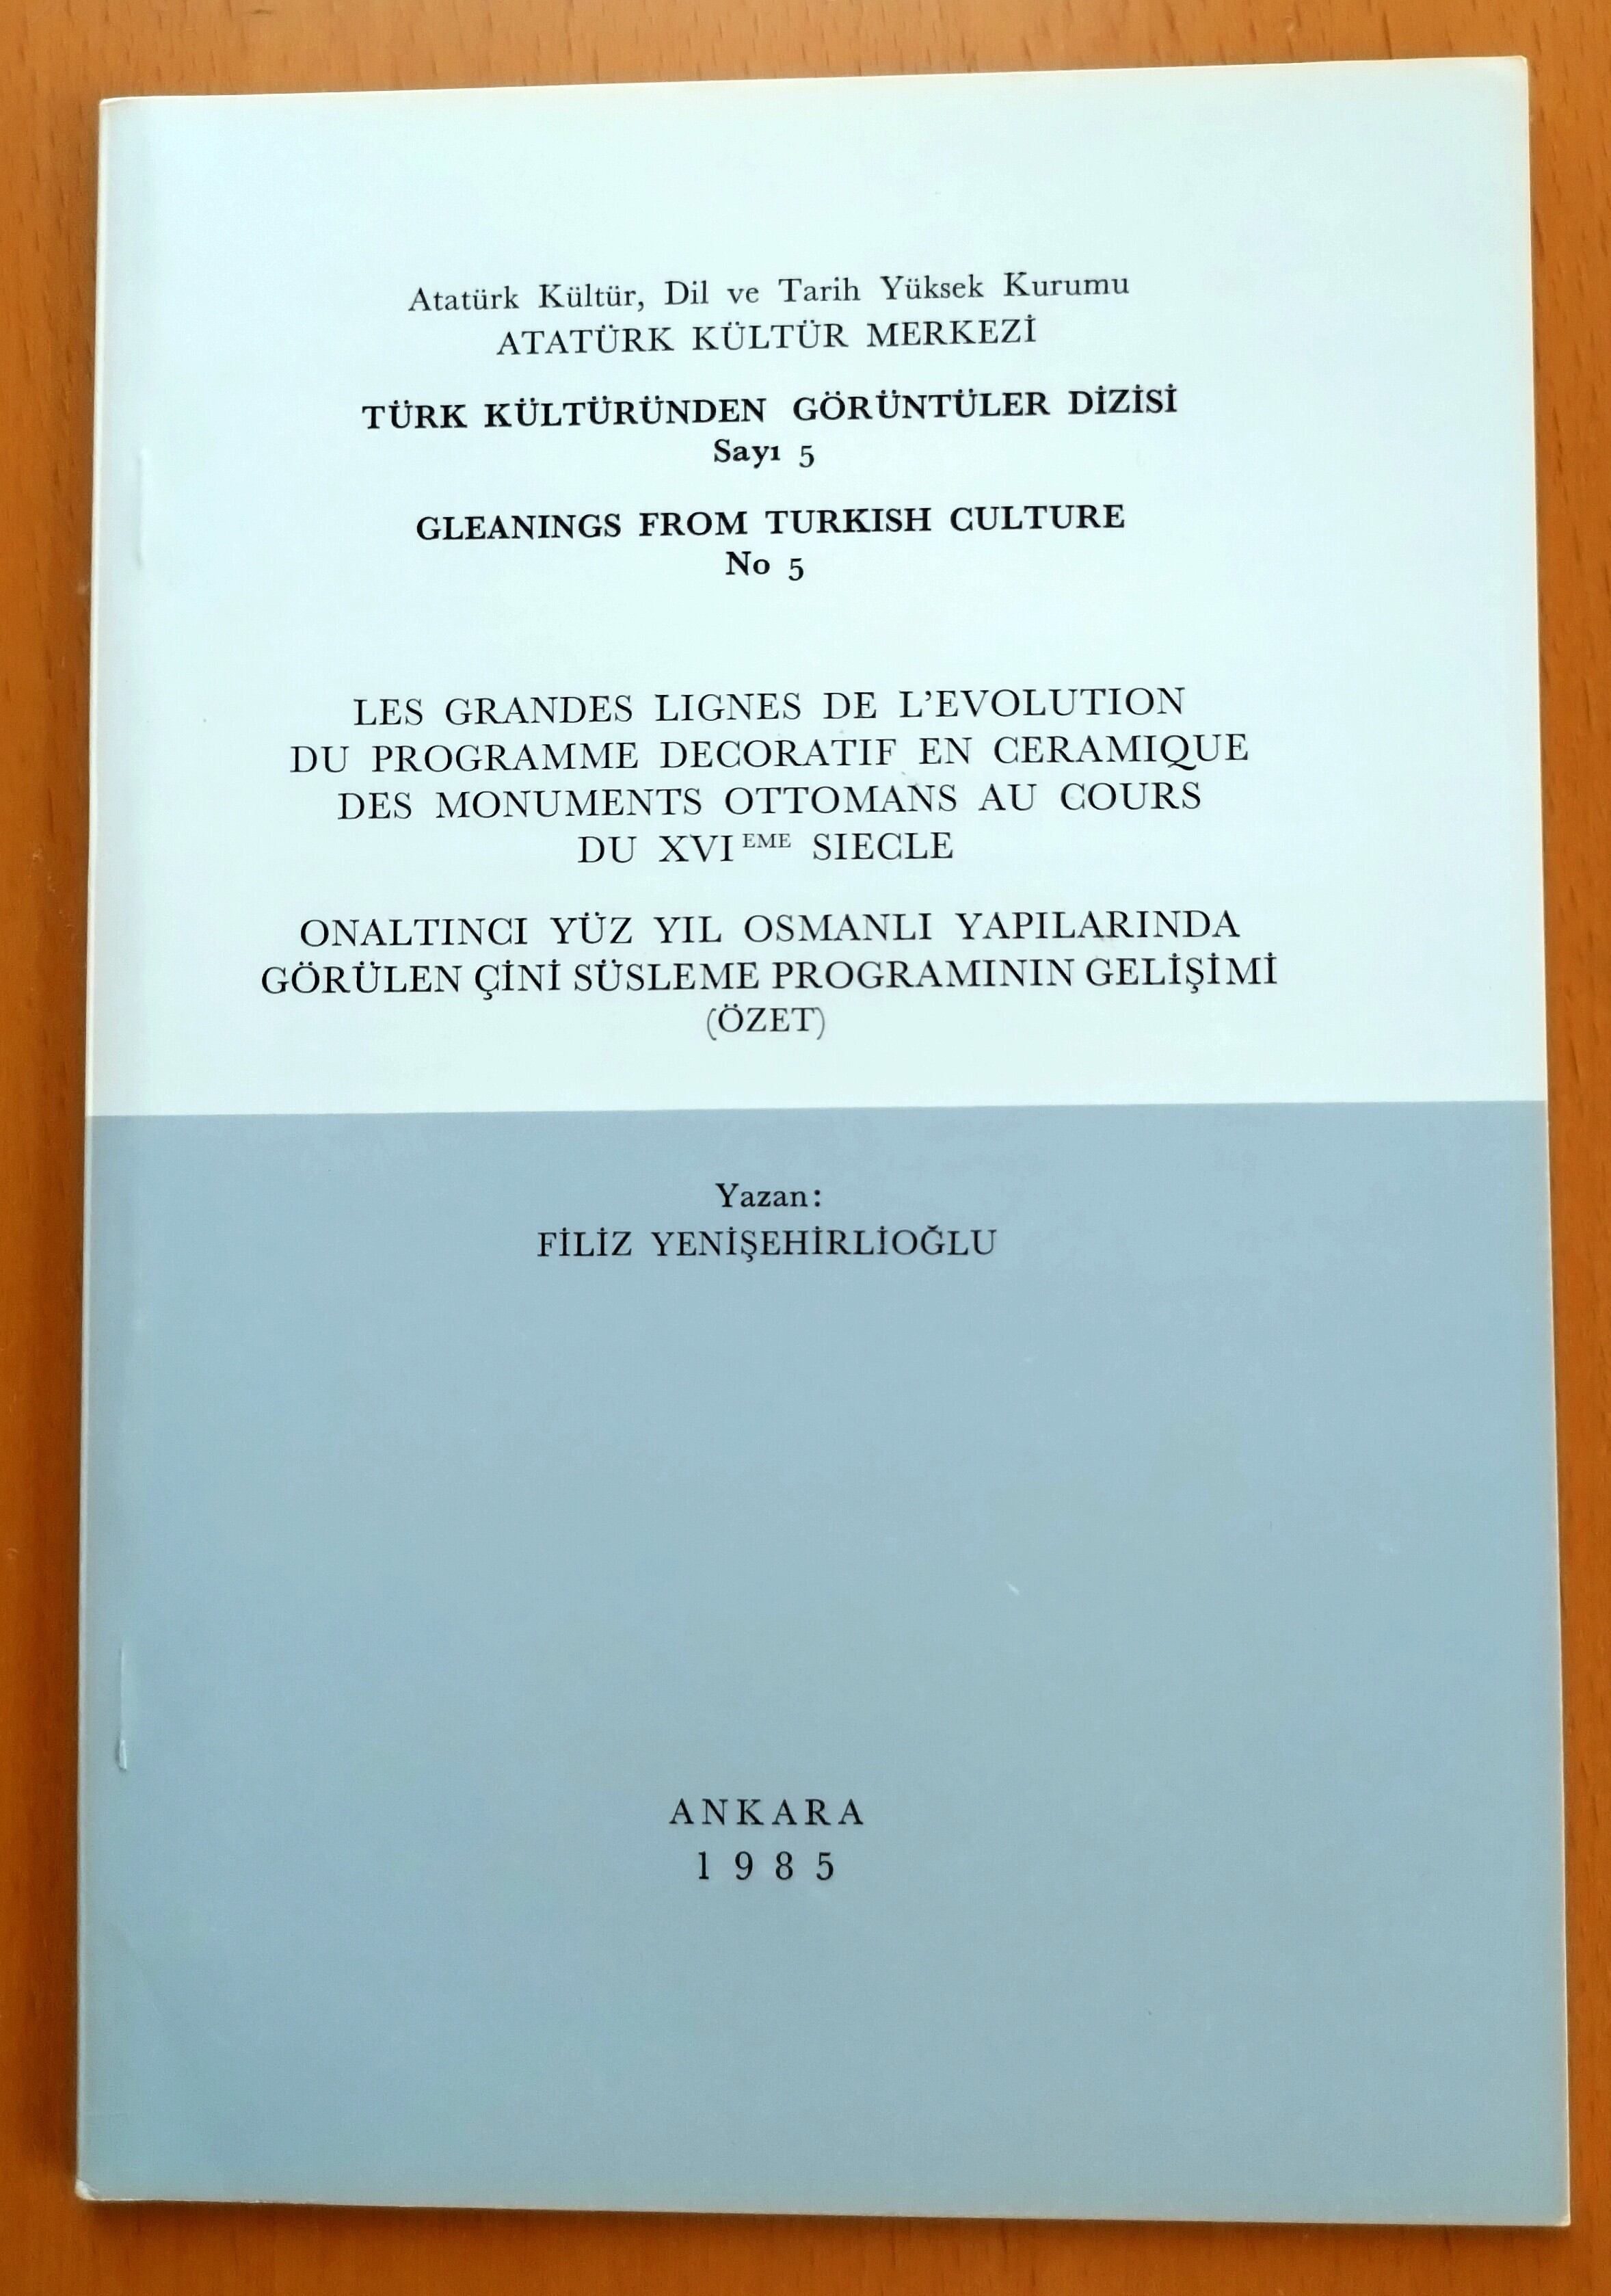 Atatürk Kültür, Dil ve Tarih Yüksek Kurumu
ATATÜRK KÜLTÜR MERKEZİ
TÜRK KÜLTÜRÜNDEN GÖRÜNTÜLER DİZİSİ
Sayı 5
GLEANINGS FROM TURKISH CULTURE
No 5
LES GRANDES LIGNES DE L'EVOLUTION
DU PROGRAMME DECORATIF EN CERAMIQUE
DES MONUMENTS OTTOMANS AU COURS
DU XVI EME SIECLE
ONALTINCI YÜZ YIL OSMANLI YAPILARINDA
GÖRÜLEN ÇİNİ SÜSLEME PROGRAMININ GELİŞİMİ
(ÖZET)
Yazan:
FİLİZ YENİŞEHİRLİOĞLU
ANKARA
1985